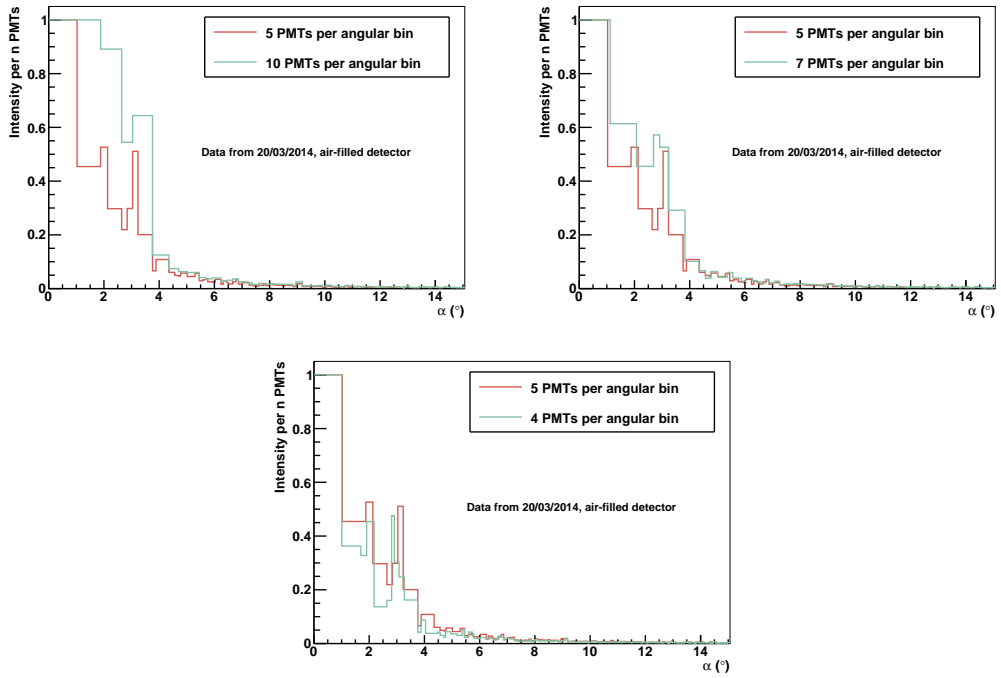 Intensity per n PMTs
1
0.8
0.6
0.4
0.2
0
5 PMTs per angular bin
10 PMTs per angular bin
Data from 20/03/2014, air-filled detector
0 2 4 6 8 10 12 14
α (°)
Intensity per n PMTs
1
0.8
0.6
0.4
0.2
0
5 PMTs per angular bin
7 PMTs per angular bin
Data from 20/03/2014, air-filled detector
0 2 4 6 8 10 12 14
α (°)
Intensity per n PMTs
1
0.8
0.6
0.4
0.2
0
5 PMTs per angular bin
4 PMTs per angular bin
Data from 20/03/2014, air-filled detector
0 2 4 6 8 10 12 14
α (°)